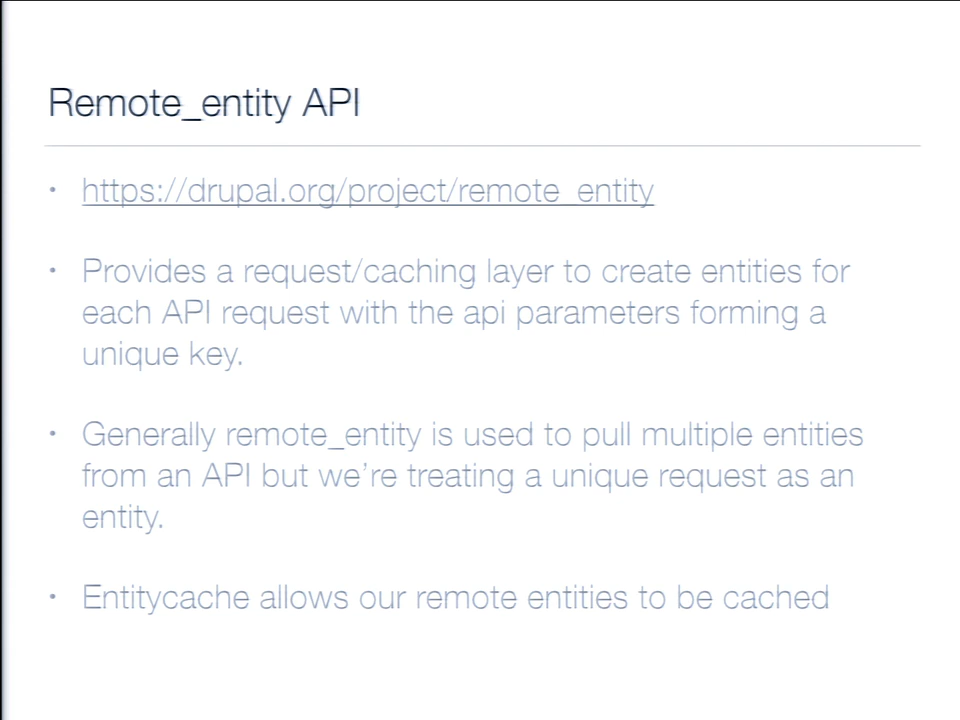 Remote_entity API
• https://drupal.org/project/remote_entity
• Provides a request/caching layer to create entities for
each API request with the api parameters forming a
unique key.
• Generally remote_entity is used to pull multiple entities
from an API but we're treating a unique request as an
entity.
• Entitycache allows our remote entities to be cached